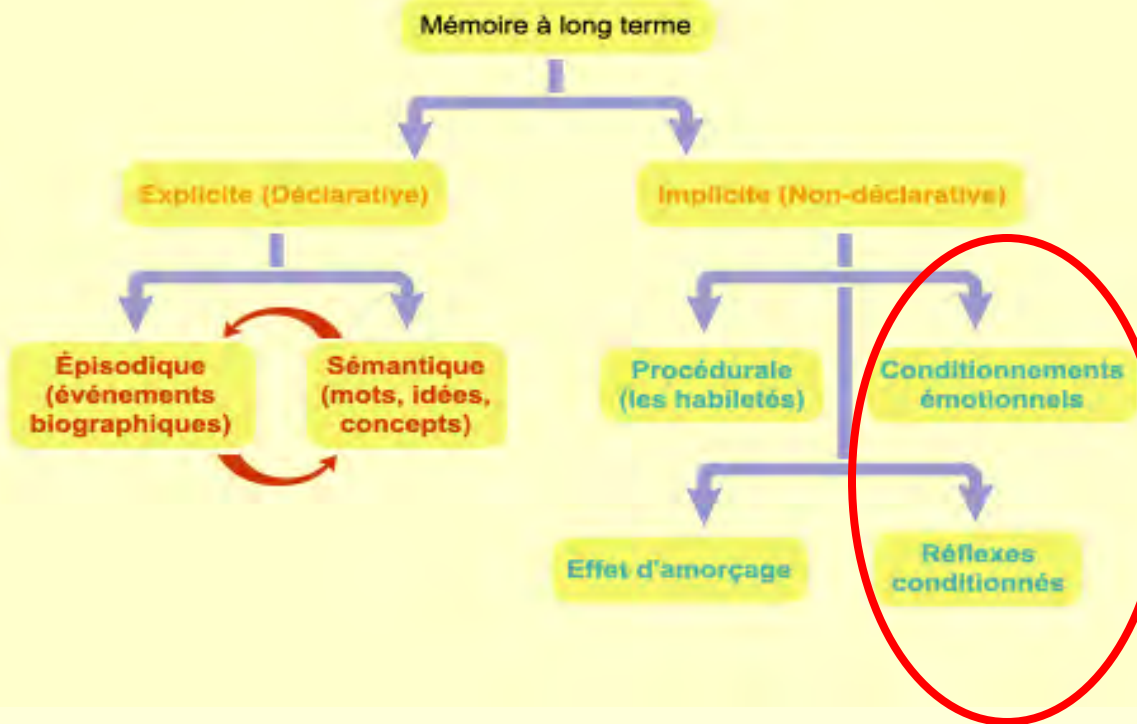 Mémoire à long terme
Explicite (Déclarative)
Implicite (Non-déclarative)
Épisodique
(événements
biographiques)
Sémantique
(mots, idées,
concepts)
Procédurale
(les habiletés)
Conditionnements
émotionnels
Effet d'amorçage
Réflexes
conditionnés